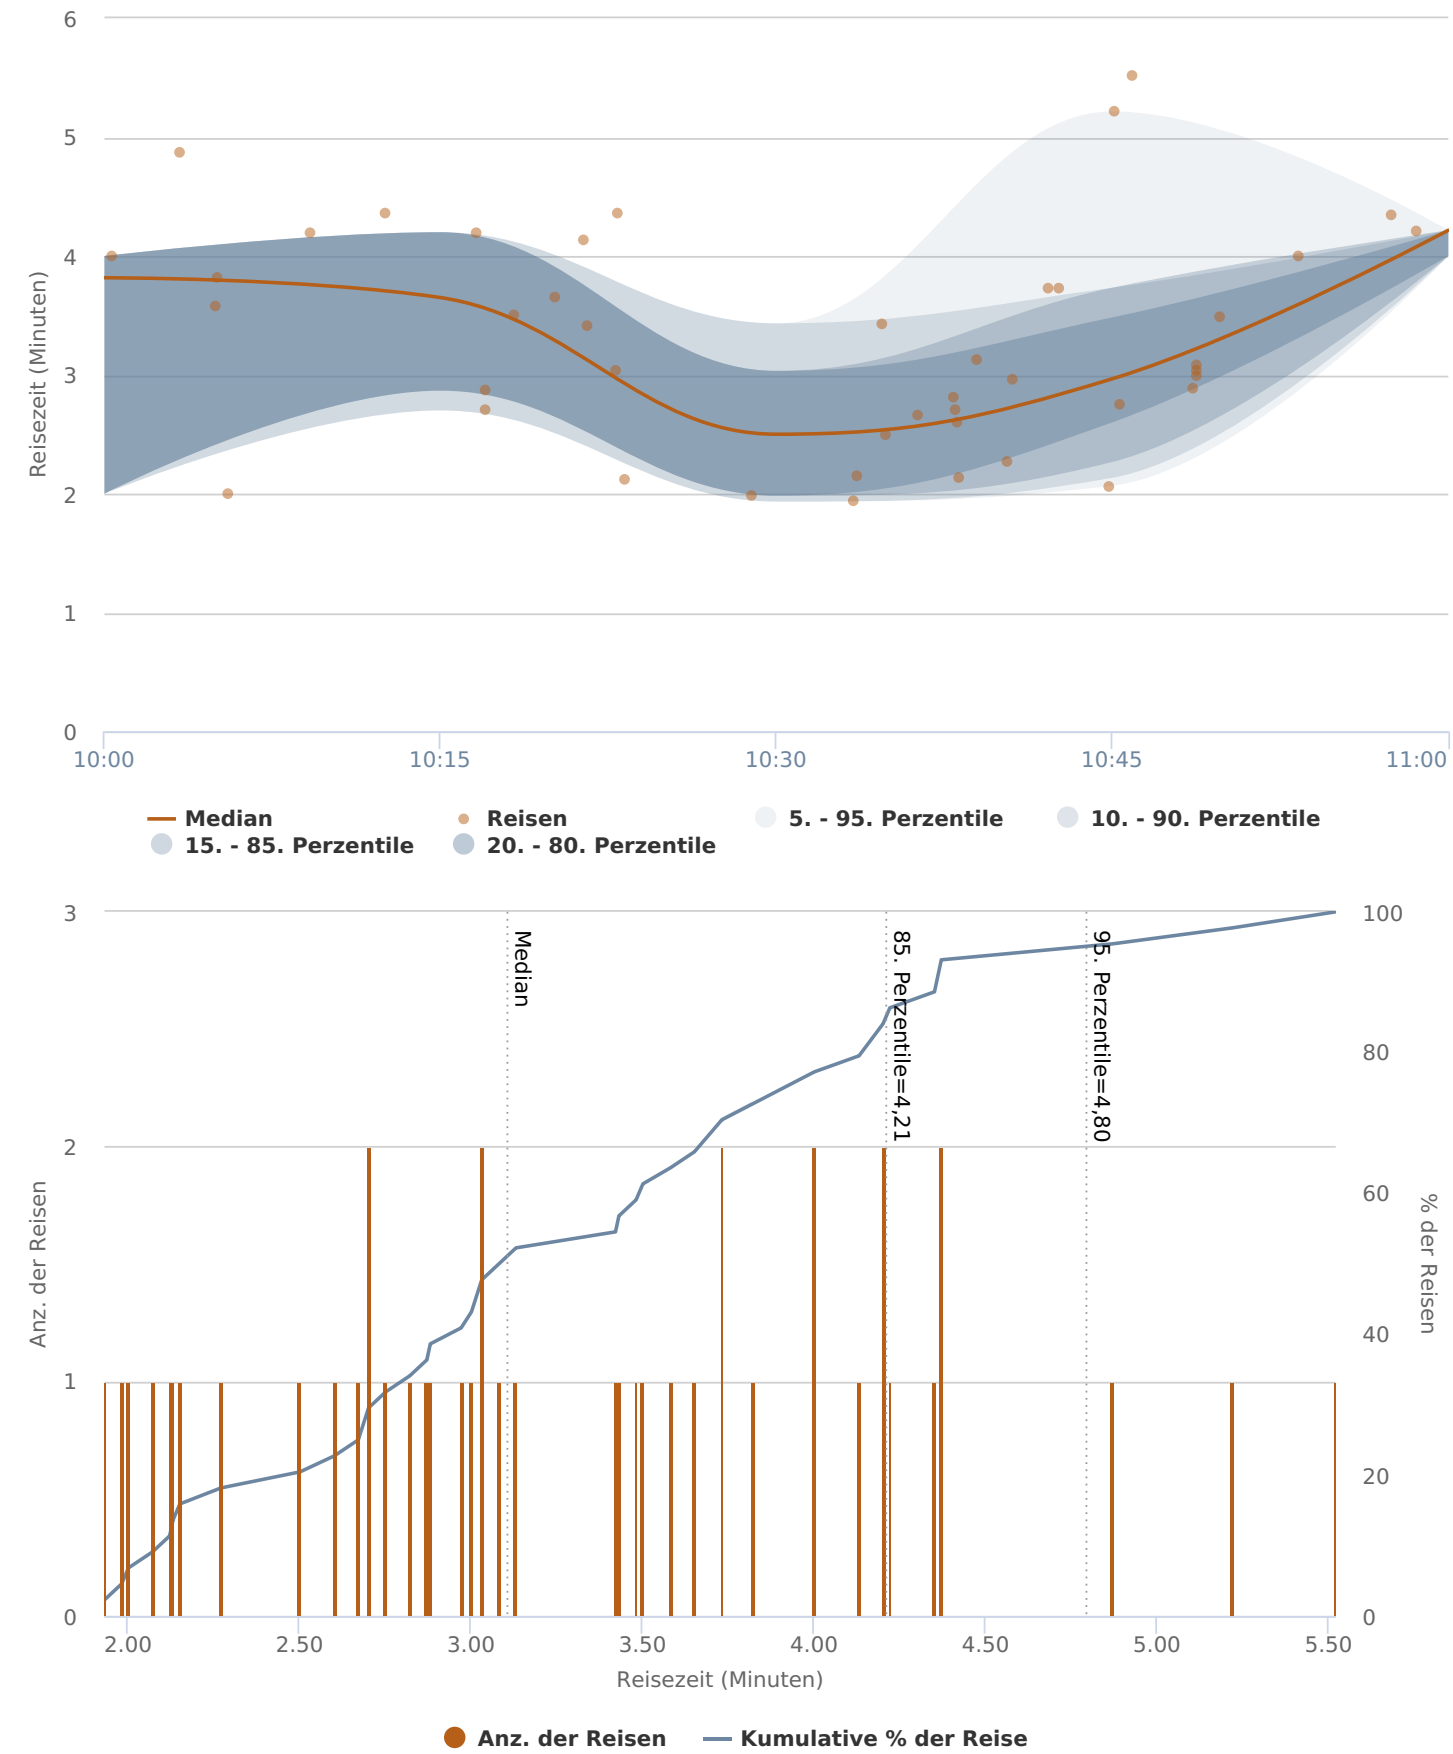 6
5
4
3
2
1
0
Reisezeit (Minuten)
10:00 10:15 10:30 10:45 11:00
Median Reisen 5. - 95. Perzentile 10. - 90. Perzentile
15. - 85. Perzentile 20. - 80. Perzentile
3
2
1
0
Anz. der Reisen
Median
85. Perzentile=4,21
95. Perzentile=4,80
100
80
60
40
20
0
% der Reisen
2.00 2.50 3.00 3.50 4.00 4.50 5.00 5.50
Reisezeit (Minuten)
Anz. der Reisen Kumulative % der Reise